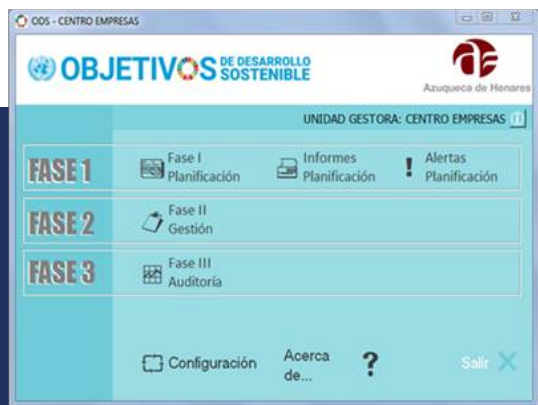 ODS - CENTRO EMPRESAS
OBJETIVOS DE DESARROLLO
SOSTENIBLE
Azuqueca de Henares
UNIDAD GESTORA: CENTRO EMPRESAS
FASE 1
Fase I
Planificación
Informes
Planificación
Alertas
Planificación
FASE 2
Fase II
Gestión
FASE 3
Fase III
Auditoría
Configuración
Acerca
de...
?
Salir